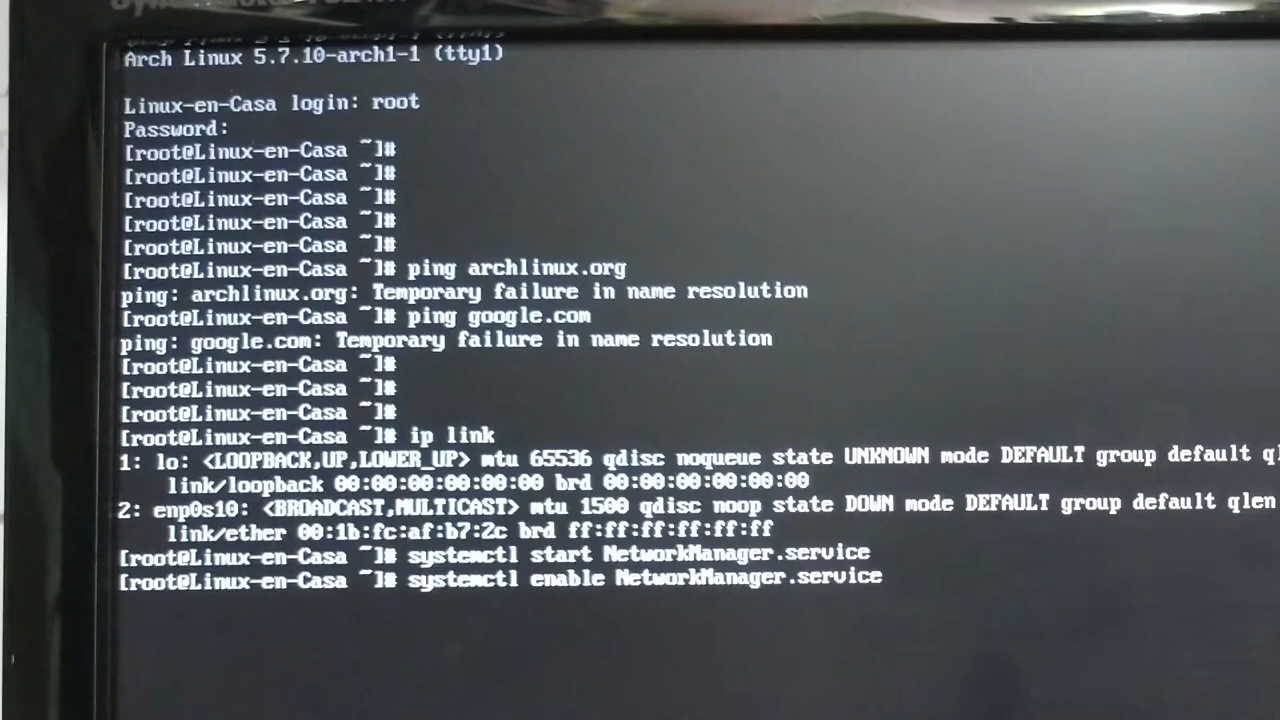 Arch Linux 5.7.10-arch1-1 (tty1)
Linux-en-Casa login: root
Password:
[root@Linux-en-Casa ~]#
[root@Linux-en-Casa ~]#
[root@Linux-en-Casa ~]#
[root@Linux-en-Casa ~]#
[root@Linux-en-Casa ~]#
[root@Linux-en-Casa ~]# ping archlinux.org
ping: archlinux.org: Temporary failure in name resolution
[root@Linux-en-Casa ~]# ping google.com
ping: google.com: Temporary failure in name resolution
[root@Linux-en-Casa ~]#
[root@Linux-en-Casa ~]#
[root@Linux-en-Casa ~]#
[root@Linux-en-Casa ~]# ip link
1: lo: <LOOPBACK,UP,LOWER_UP> mtu 65536 qdisc noqueue state UNKNOWN mode DEFAULT group default
link/loopback 00:00:00:00:00:00 brd 00:00:00:00:00:00
2: enp0s10: <BROADCAST,MULTICAST> mtu 1500 qdisc noop state DOWN mode DEFAULT group default qlen
link/ether 00:1b:fc:af:b7:2c brd ff:ff:ff:ff:ff:ff
[root@Linux-en-Casa ~]# systemctl start NetworkManager.service
[root@Linux-en-Casa ~]# systemctl enable NetworkManager.service